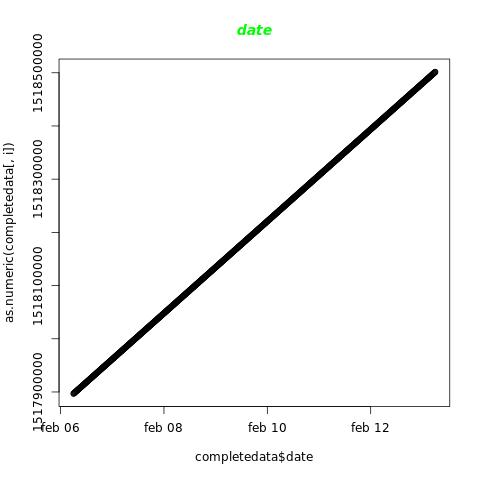 date
as.numeric(completedata[, i])
1518500000
1518300000
1518100000
1517900000
feb 06 feb 08 feb 10 feb 12
completedata$date